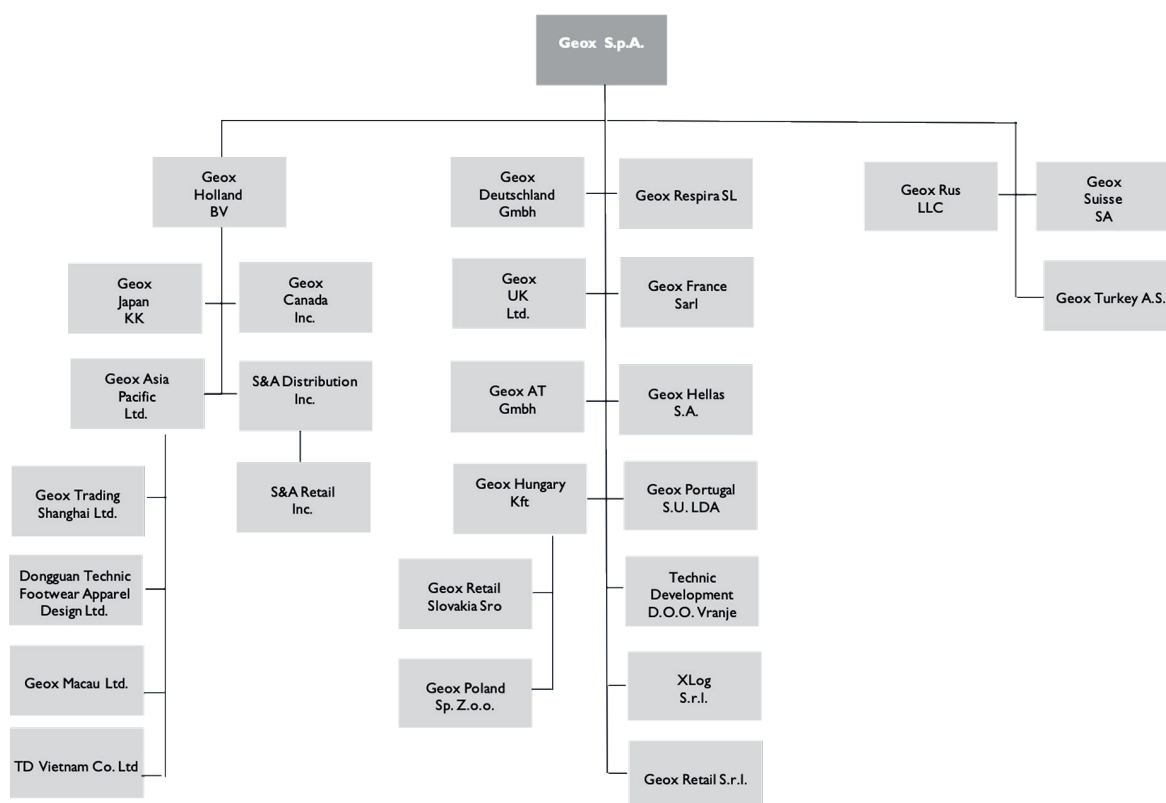 Geox S.p.A.
Geox
Holland
BV
Geox
Deutschland
Gmbh
Geox Respira SL
Geox Rus
LLC
Geox
Suisse
SA
Geox
Japan
KK
Geox
Canada
Inc.
Geox
UK
Ltd.
Geox France
Sarl
Geox Turkey A.S.
Geox Asia
Pacific
Ltd.
S&A Distribution
Inc.
Geox AT
Gmbh
Geox Hellas
S.A.
Geox Trading
Shanghai Ltd.
S&A Retail
Inc.
Geox Hungary
Kft
Geox Portugal
S.U. LDA
Dongguan Technic
Footwear Apparel
Design Ltd.
Geox Retail
Slovakia Sro
Technic
Development
D.O.O. Vranje
Geox Macau Ltd.
Geox Poland
Sp. Z.o.o.
XLog
S.r.l.
TD Vietnam Co. Ltd
Geox Retail S.r.l.